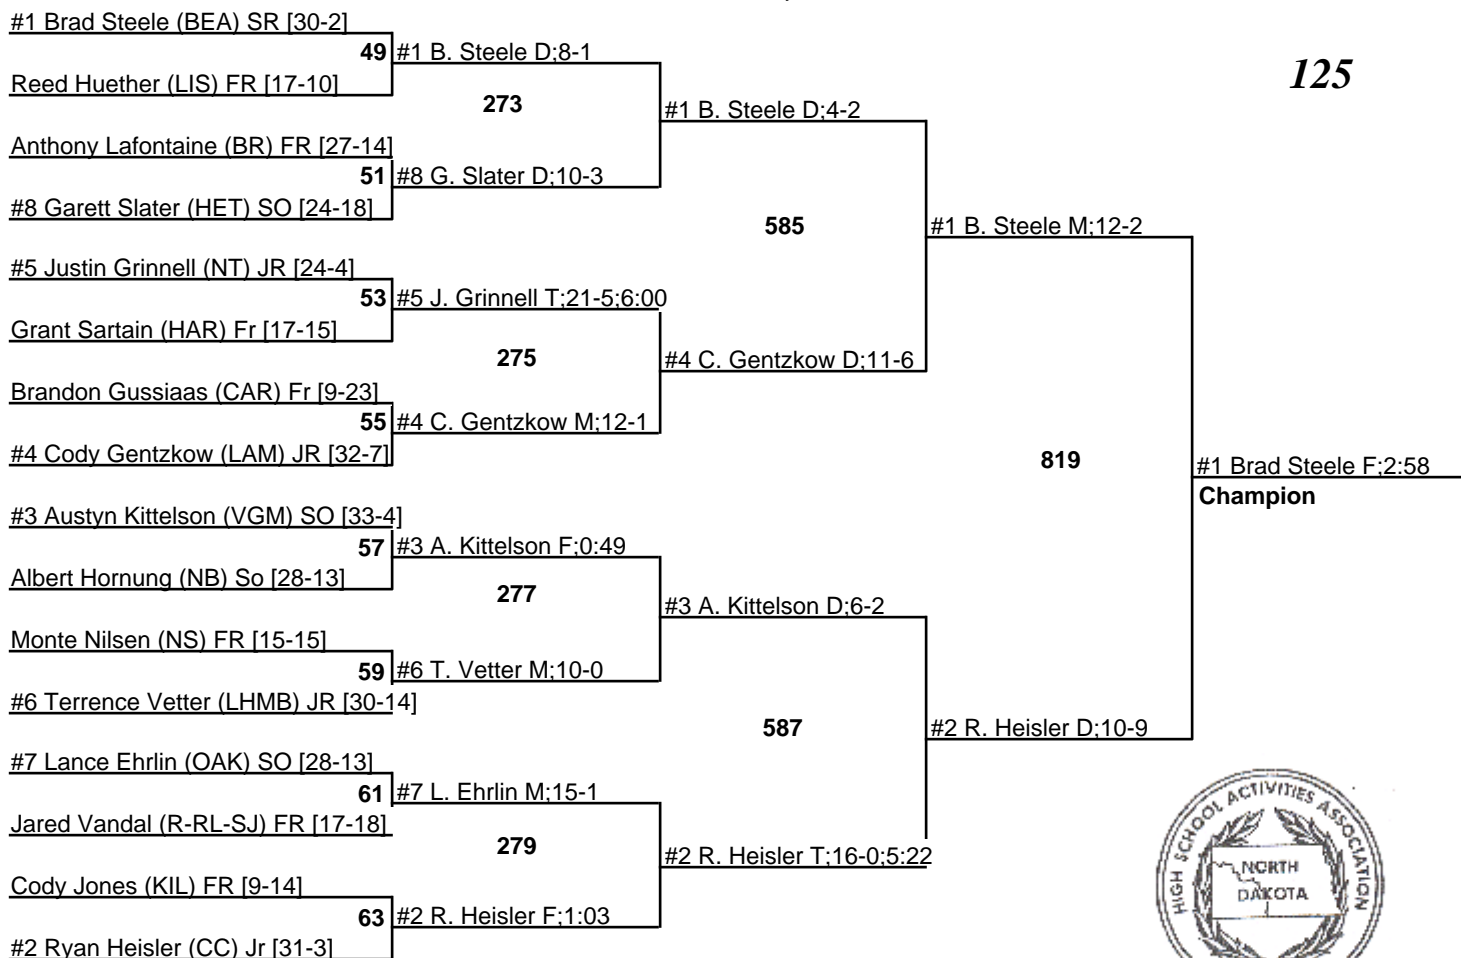 #1 Brad Steele (BEA) SR [30-2]
49 #1 B. Steele D;8-1
125
Reed Huether (LIS) FR [17-10]
273
#1 B. Steele D;4-2
Anthony Lafontaine (BR) FR [27-14]
51 #8 G. Slater D;10-3
#8 Garett Slater (HET) SO [24-18]
585
#1 B. Steele M;12-2
#5 Justin Grinnell (NT) JR [24-4]
53 #5 J. Grinnell T;21-5;6:00
Grant Sartain (HAR) Fr [17-15]
275
#4 C. Gentzkow D;11-6
Brandon Gussiaas (CAR) Fr [9-23]
55 #4 C. Gentzkow M;12-1
#4 Cody Gentzkow (LAM) JR [32-7]
819
#1 Brad Steele F;2:58
Champion
#3 Austyn Kittelson (VGM) SO [33-4]
57 #3 A. Kittelson F;0:49
Albert Hornung (NB) So [28-13]
277
#3 A. Kittelson D;6-2
Monte Nilsen (NS) FR [15-15]
59 #6 T. Vetter M;10-0
#6 Terrence Vetter (LHMB) JR [30-14]
587
#2 R. Heisler D;10-9
#7 Lance Ehrlin (OAK) SO [28-13]
61 #7 L. Ehrlin M;15-1
Jared Vandal (R-RL-SJ) FR [17-18]
279
#2 R. Heisler T;16-0;5:22
Cody Jones (KIL) FR [9-14]
63 #2 R. Heisler F;1:03
#2 Ryan Heisler (CC) Jr [31-3]
HIGH SCHOOL ACTIVITIES ASSOCIATION
NORTH
DAKOTA